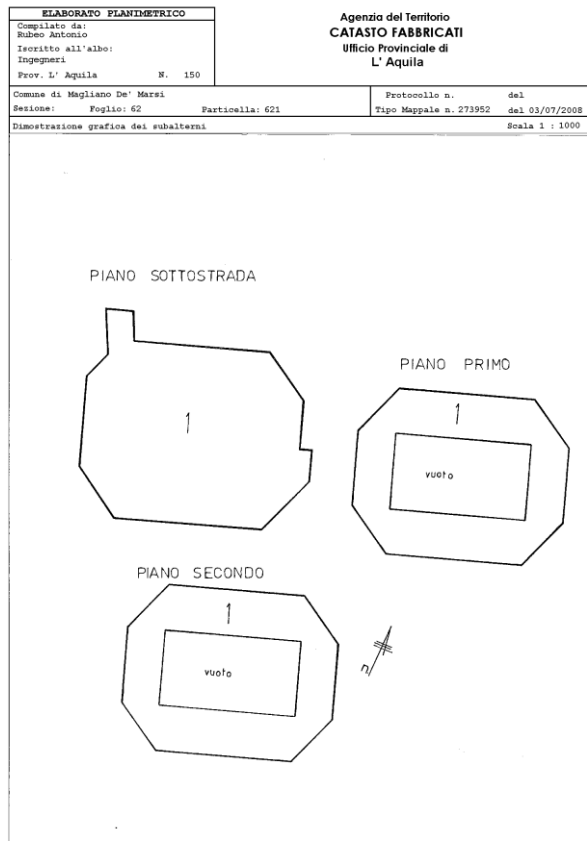 ELABORATO PLANIMETRICO
Compilato da:
Rubeo Antonio
Iscritto all'albo:
Ingegneri
Prov. L' Aquila N. 150
Agenzia del Territorio
CATASTO FABBRICATI
Ufficio Provinciale di
L' Aquila
Comune di Magliano De' Marsi
Sezione: Foglio: 62 Particella: 621
Protocollo n. del
Tipo Mappale n. 273952 del 03/07/2008
Dimostrazione grafica dei subalterni Scala 1 : 1000
PIANO SOTTOSTRADA
1
PIANO PRIMO
1
vuoto
PIANO SECONDO
1
vuoto
n